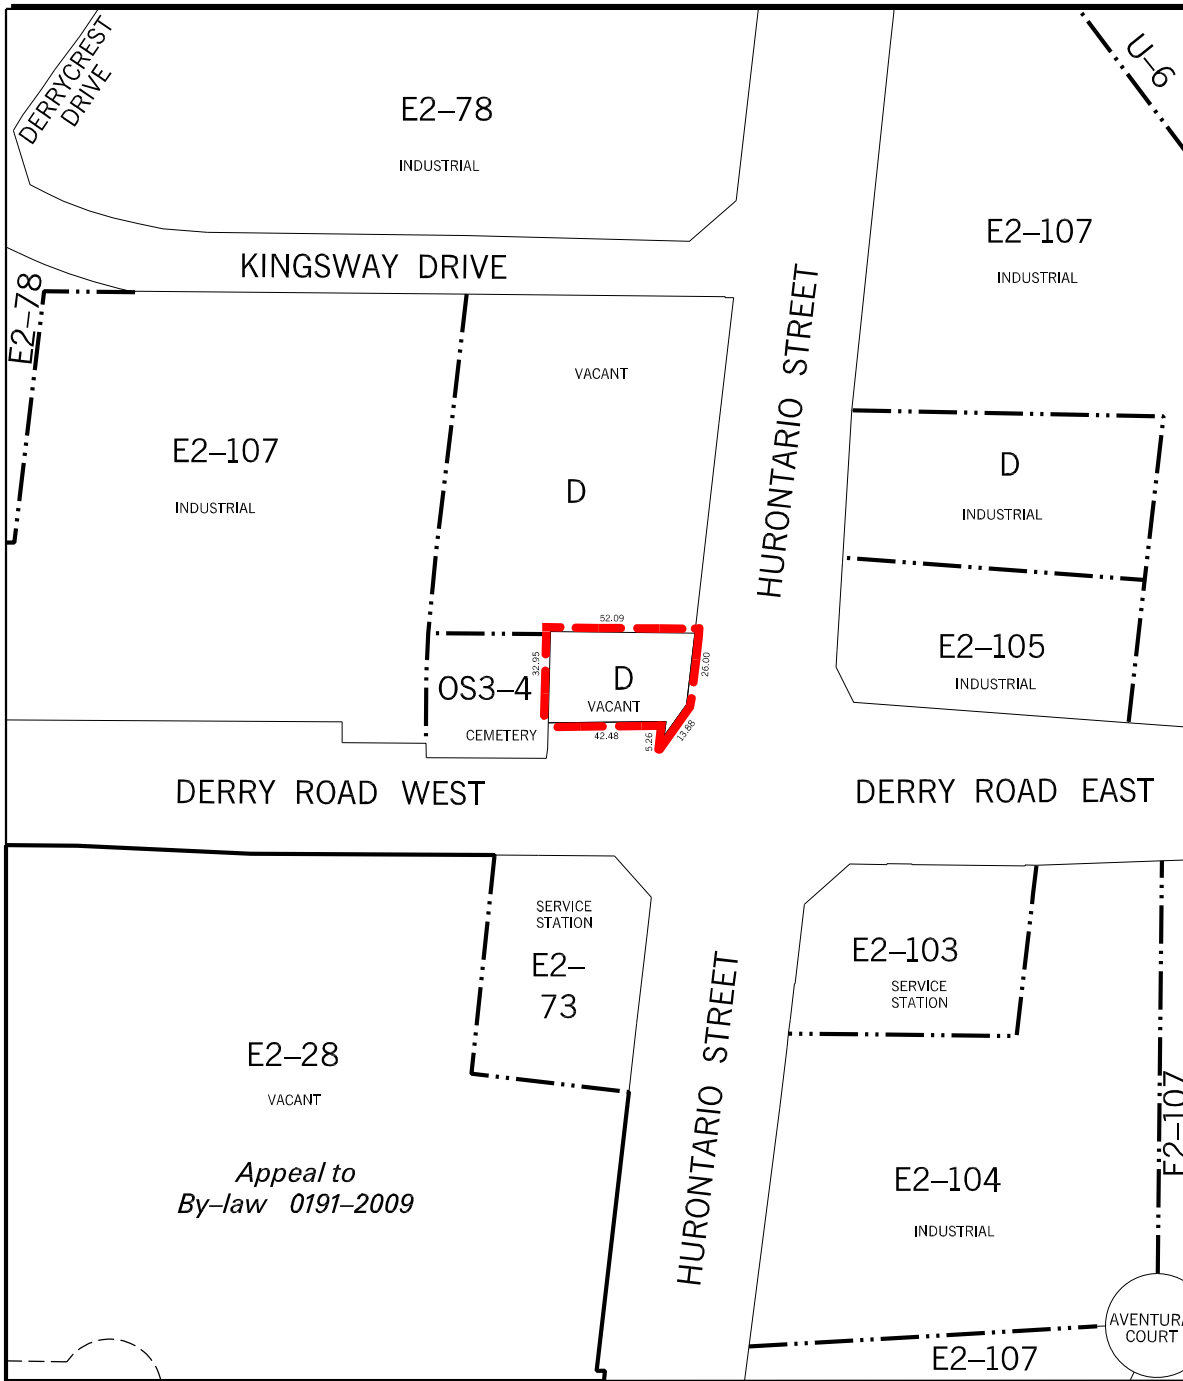 DERRYCREST
DRIVE
E2–78
INDUSTRIAL
U–6
E2–107
INDUSTRIAL
KINGSWAY DRIVE
E2–78
HURONTARIO STREET
VACANT
D
E2–107
INDUSTRIAL
D
INDUSTRIAL
52.09
32.95
26.00
D
VACANT
OS3–4
CEMETERY
42.48
5.26
13.88
E2–105
INDUSTRIAL
DERRY ROAD WEST
DERRY ROAD EAST
SERVICE
STATION
E2–
73
E2–103
SERVICE
STATION
HURONTARIO STREET
E2–28
VACANT
Appeal to
By–law 0191–2009
E2–107
E2–104
INDUSTRIAL
AVENTURA
COURT
E2–107